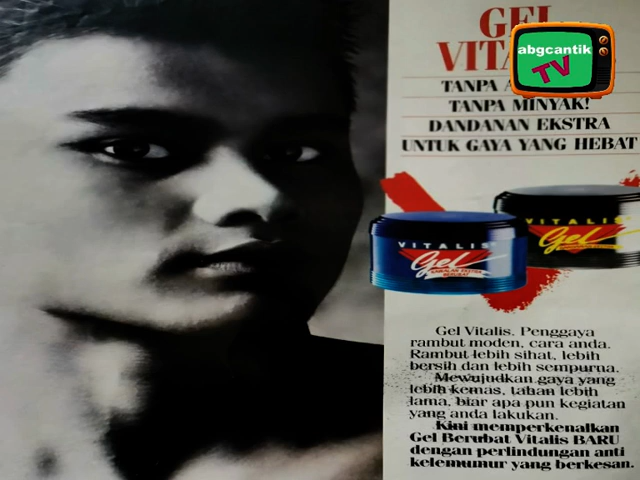 GEL
abgcantik
TV
TANPA
TANPA MINYAK!
DANDANAN EKSTRA
UNTUK GAYA YANG HEBAT
VITALIS
Gel
VITALIS
Gel
Gel Vitalis. Penggaya
rambut moden, cara anda.
Rambut lebih sihat, lebih
bersih dan lebih sempurna.
Mewujudkan gaya yang
lebih kemas, tahan lebih
lama, biar apa pun kegiatan
yang anda lakukan.
Kini memperkenalkan
Gel Berubat Vitalis BARU
dengan perlindungan anti
kelemumur yang berkesan.